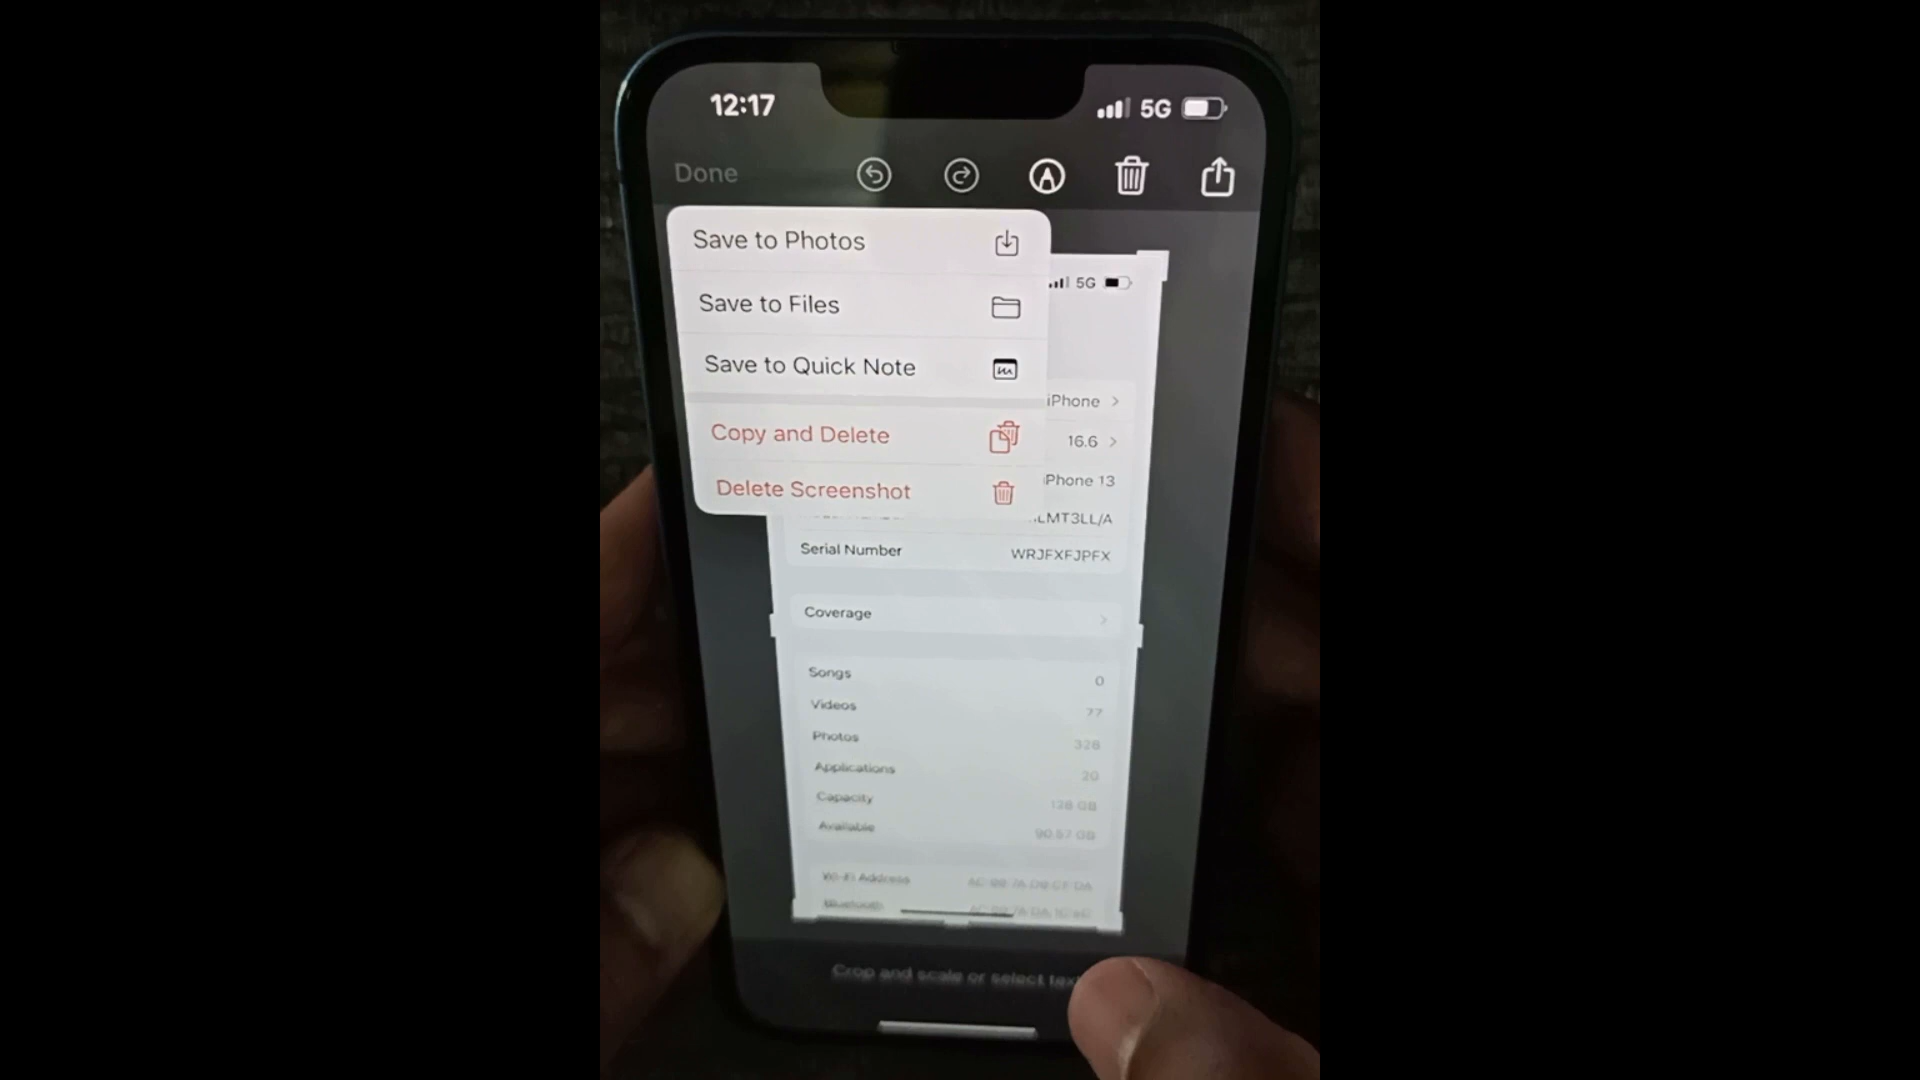 12:17 5G
Done
Save to Photos
Save to Files
Save to Quick Note
Copy and Delete
Delete Screenshot
5G
iPhone
16.6
iPhone 13
LMT3LL/A
Serial Number WRJFXFJPFX
Coverage
Songs 0
Videos 77
Photos 328
Applications 20
Capacity 128 GB
Available 90.57 GB
Wi-Fi Address
Bluetooth
Crop and scale or select text